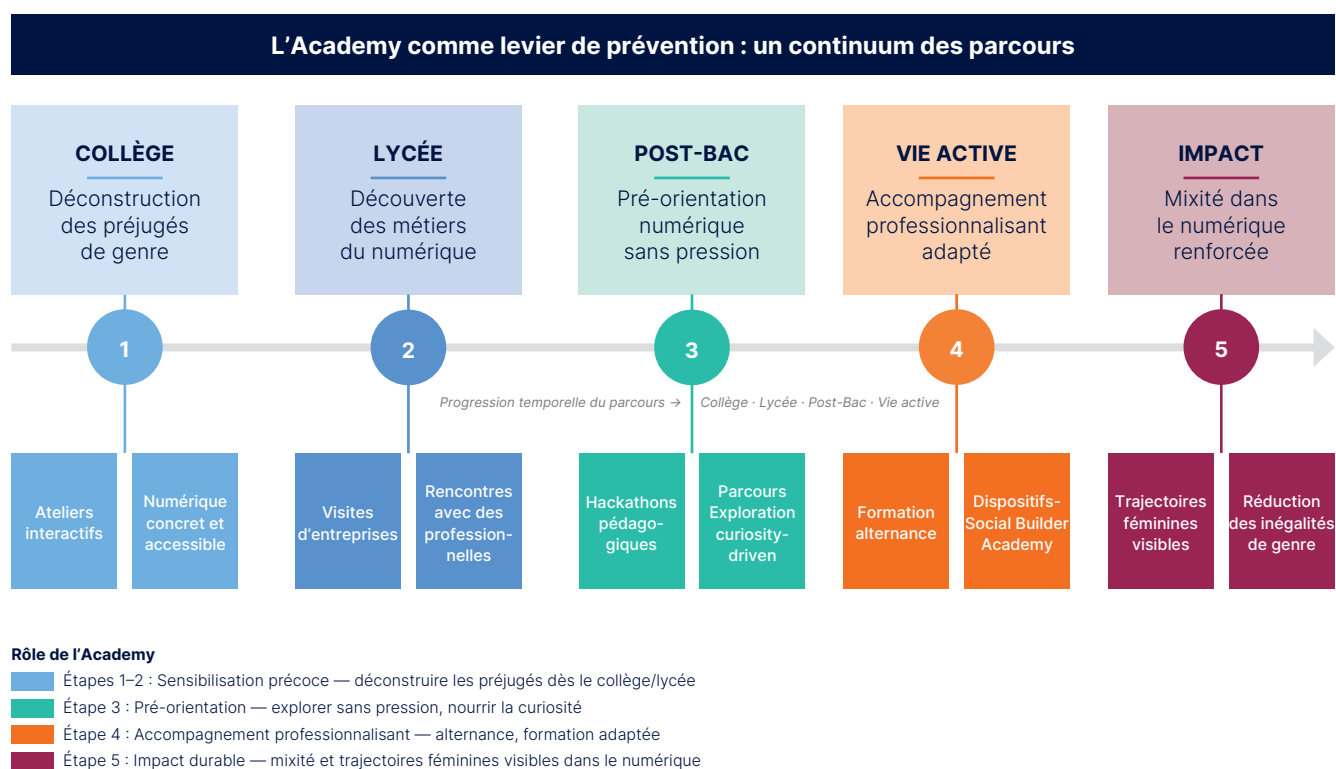 L’Academy comme levier de prévention : un continuum des parcours
COLLÈGE
Déconstruction
des préjugés
de genre
LYCÉE
Découverte
des métiers
du numérique
POST-BAC
Pré-orientation
numérique
sans pression
VIE ACTIVE
Accompagnement
professionnalisant
adapté
IMPACT
Mixité dans
le numérique
renforcée
1
2
3
4
5
Progression temporelle du parcours → Collège · Lycée · Post-Bac · Vie active
Ateliers
interactifs
Numérique
concret et
accessible
Visites
d’entreprises
Rencontres
avec des
profession-
nelles
Hackathons
pédago-
giques
Parcours
Exploration
curiosity-
driven
Formation
alternance
Dispositifs-
Social Builder
Academy
Trajectoires
féminines
visibles
Réduction
des inégalités
de genre
Rôle de l’Academy
Étapes 1–2 : Sensibilisation précoce — déconstruire les préjugés dès le collège/lycée
Étape 3 : Pré-orientation — explorer sans pression, nourrir la curiosité
Étape 4 : Accompagnement professionnalisant — alternance, formation adaptée
Étape 5 : Impact durable — mixité et trajectoires féminines visibles dans le numérique